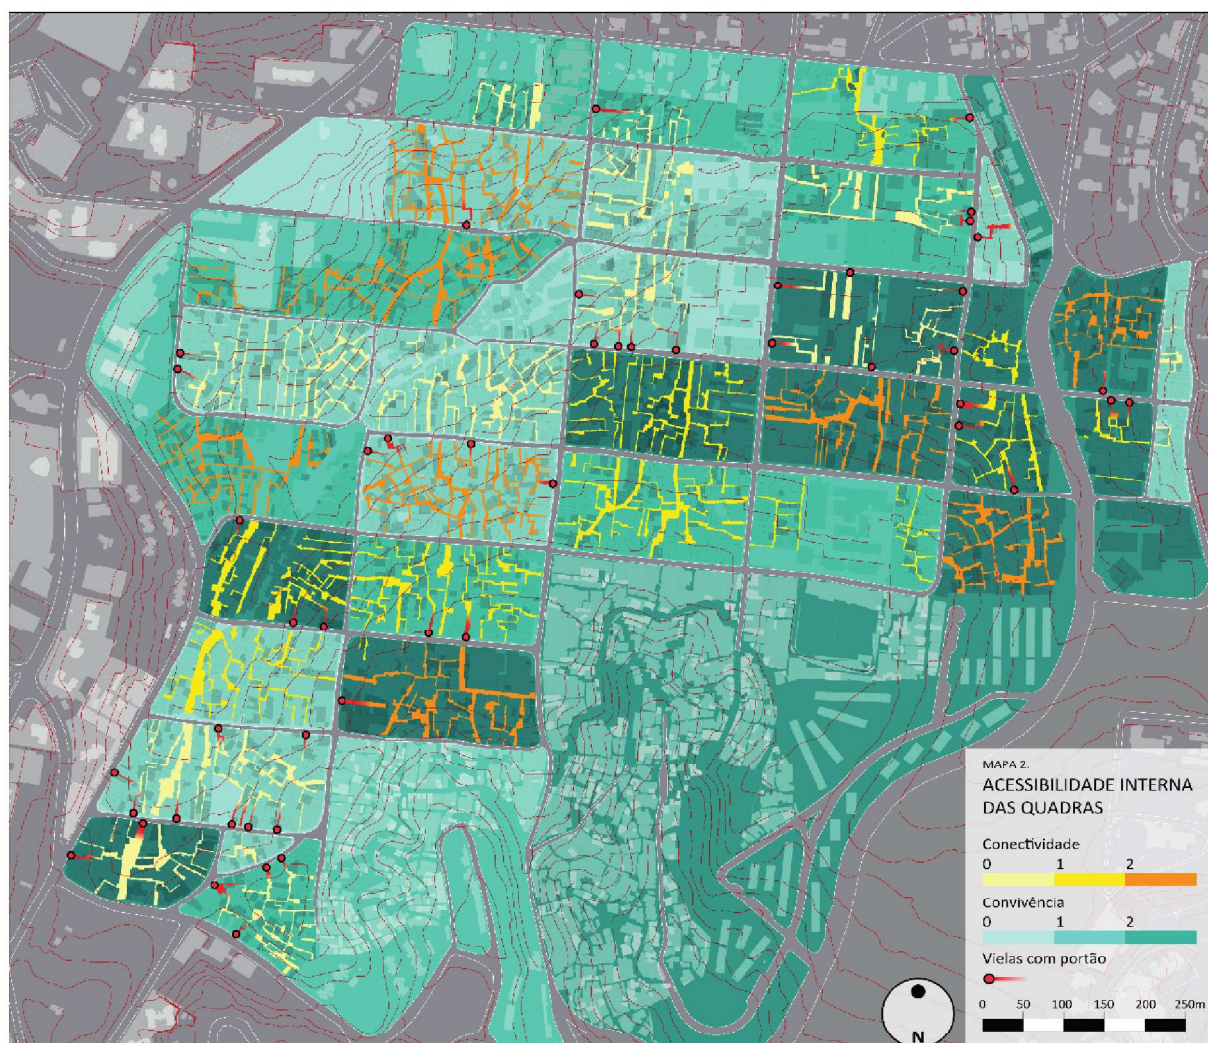 MAPA 2.
ACESSIBILIDADE INTERNA
DAS QUADRAS
Conectividade
0 1 2
Convivência
0 1 2
Vielas com portão
0 50 100 150 200 250m
N